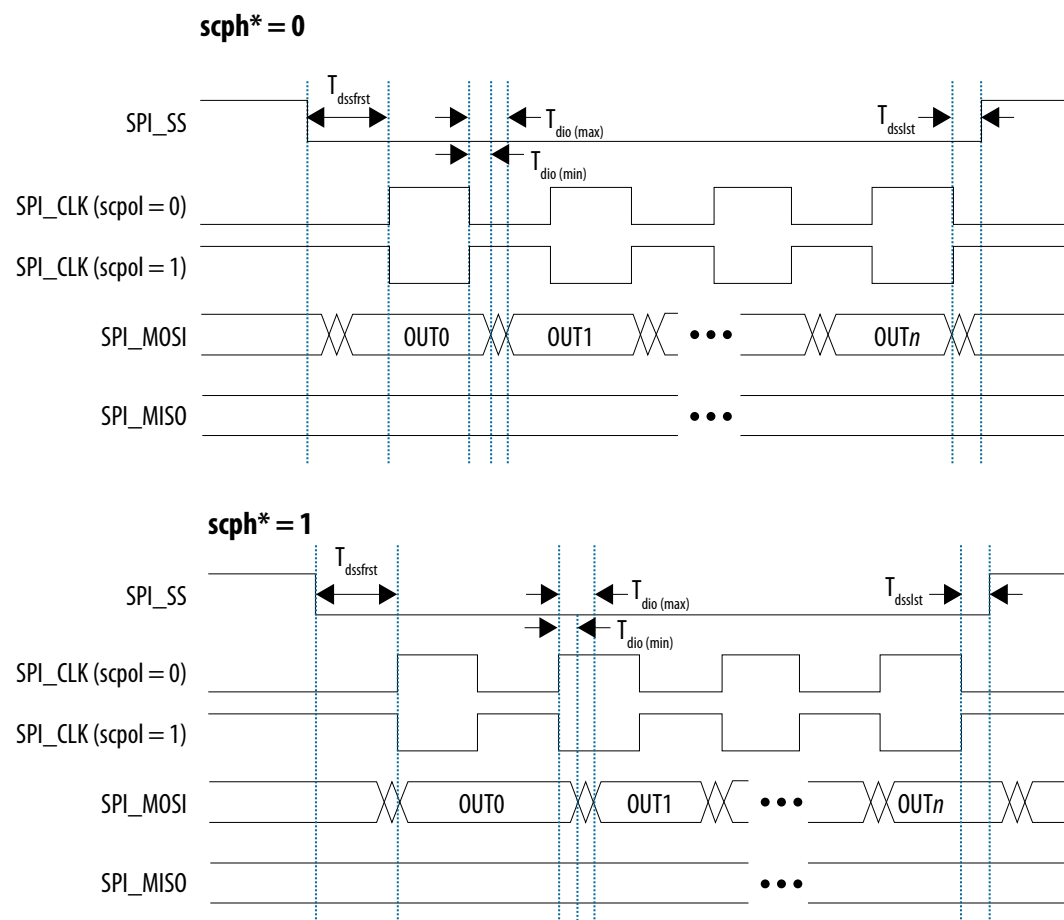 scph* = 0
T dssfrst
SPI_SS
T dio (max)
T dsslst
T dio (min)
SPI_CLK (scpol = 0)
SPI_CLK (scpol = 1)
SPI_MOSI
OUT0
OUT1
•••
OUTn
SPI_MISO
•••
scph* = 1
T dssfrst
SPI_SS
T dio (max)
T dsslst
T dio (min)
SPI_CLK (scpol = 0)
SPI_CLK (scpol = 1)
SPI_MOSI
OUT0
OUT1
•••
OUTn
SPI_MISO
•••